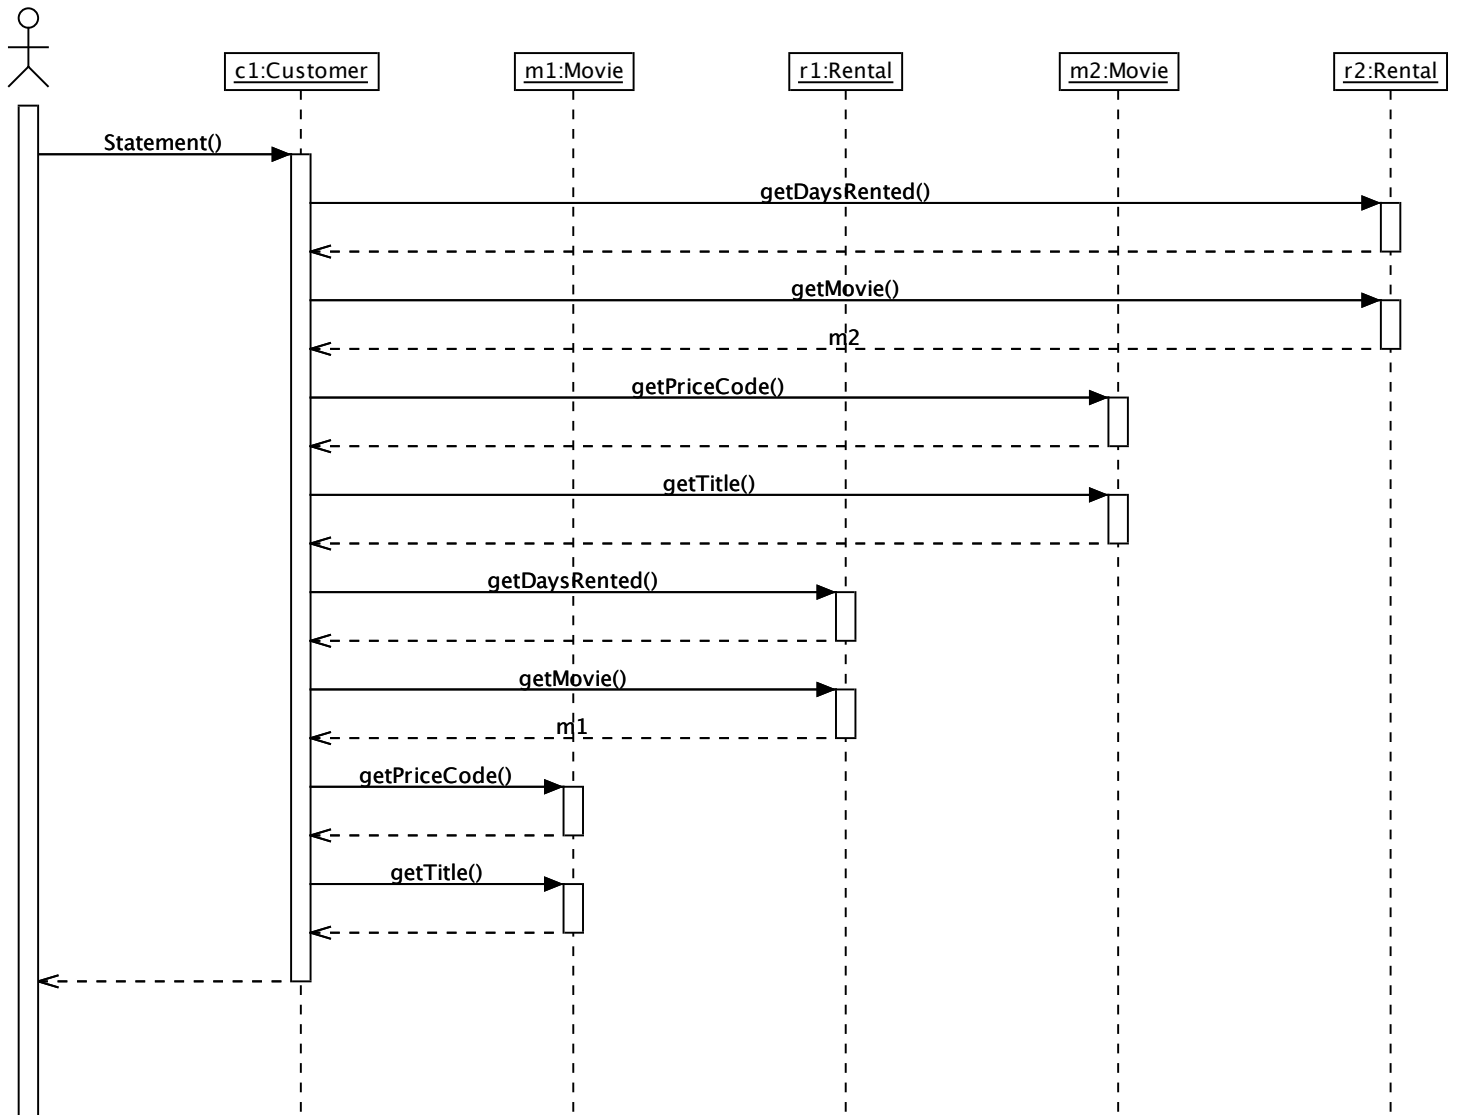 c1:Customer
m1:Movie
r1:Rental
m2:Movie
r2:Rental
Statement()
getDaysRented()
getMovie()
m2
getPriceCode()
getTitle()
getDaysRented()
getMovie()
m1
getPriceCode()
getTitle()